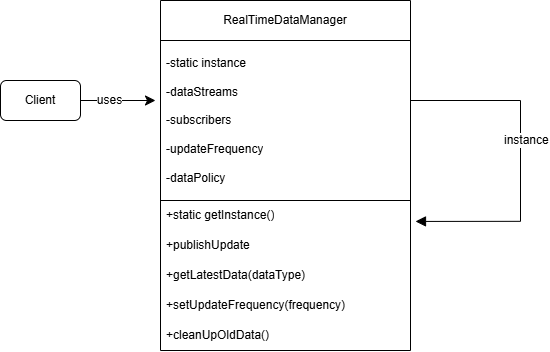 RealTimeDataManager
-static instance
-dataStreams
-subscribers
-updateFrequency
-dataPolicy
+static getInstance()
+publishUpdate
+getLatestData(dataType)
+setUpdateFrequency(frequency)
+cleanUpOldData()
Client
uses
instance